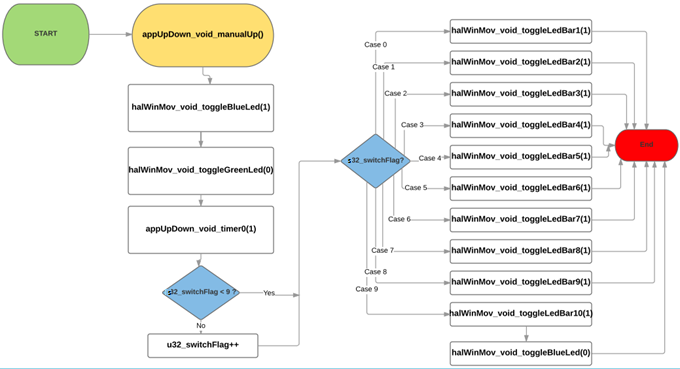 START
appUpDown_void_manualUp()
halWinMov_void_toggleBlueLed(1)
halWinMov_void_toggleGreenLed(0)
appUpDown_void_timer0(1)
s32_switchFlag < 9 ?
Yes
No
u32_switchFlag++
s32_switchFlag?
Case 0
Case 1
Case 2
Case 3
Case 4
Case 5
Case 6
Case 7
Case 8
Case 9
halWinMov_void_toggleLedBar1(1)
halWinMov_void_toggleLedBar2(1)
halWinMov_void_toggleLedBar3(1)
halWinMov_void_toggleLedBar4(1)
halWinMov_void_toggleLedBar5(1)
halWinMov_void_toggleLedBar6(1)
halWinMov_void_toggleLedBar7(1)
halWinMov_void_toggleLedBar8(1)
halWinMov_void_toggleLedBar9(1)
halWinMov_void_toggleLedBar10(1)
halWinMov_void_toggleBlueLed(0)
End